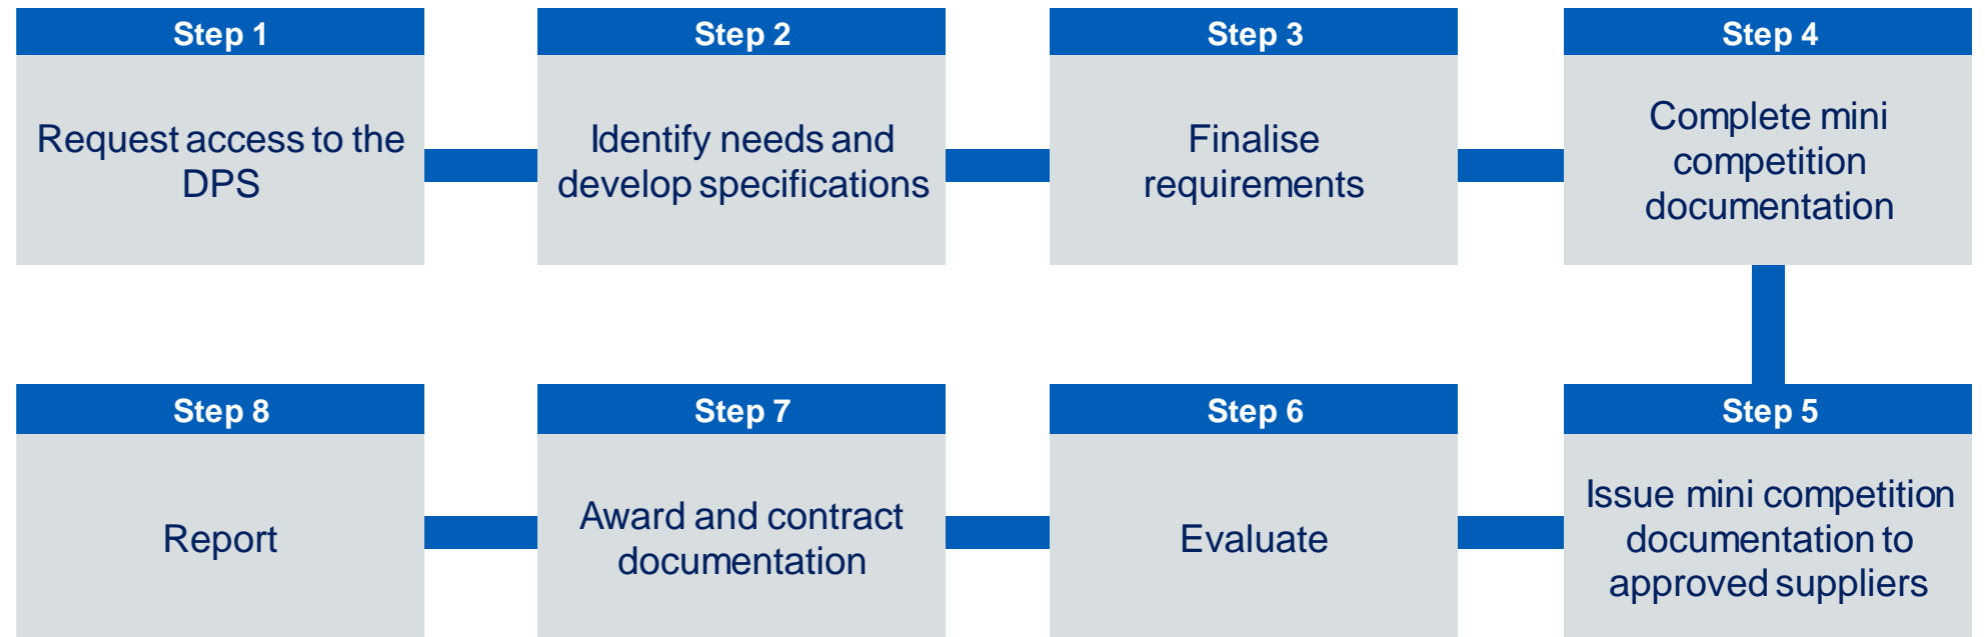 Step 1
Request access to the
DPS
Step 2
Identify needs and
develop specifications
Step 3
Finalise
requirements
Step 4
Complete mini
competition
documentation
Step 5
Issue mini competition
documentation to
approved suppliers
Step 6
Evaluate
Step 7
Award and contract
documentation
Step 8
Report